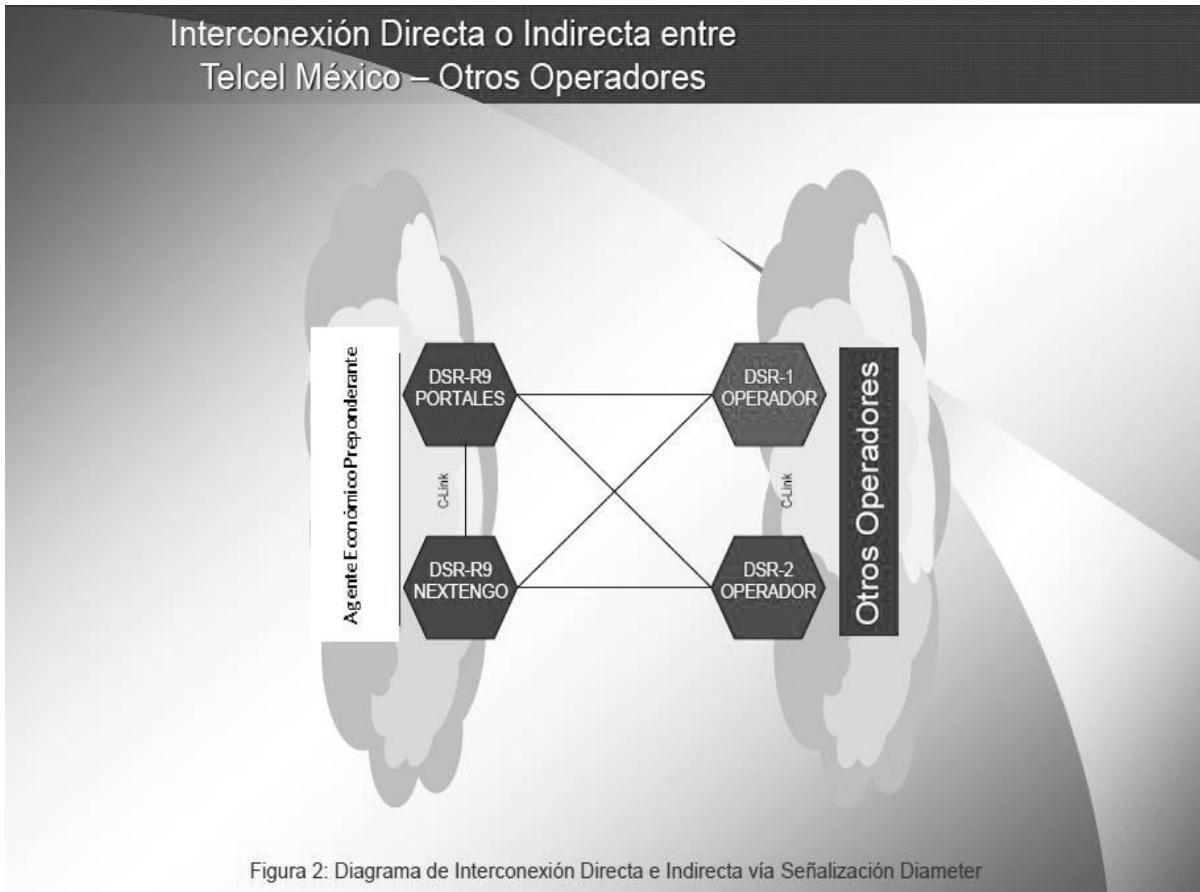 Interconexión Directa o Indirecta entre
Telcel México – Otros Operadores
Agente Económico Preponderante
DSR-R9
PORTALES
C-Link
DSR-R9
NEXTENGO
DSR-1
OPERADOR
C-Link
DSR-2
OPERADOR
Otros Operadores
Figura 2: Diagrama de Interconexión Directa e Indirecta vía Señalización Diameter